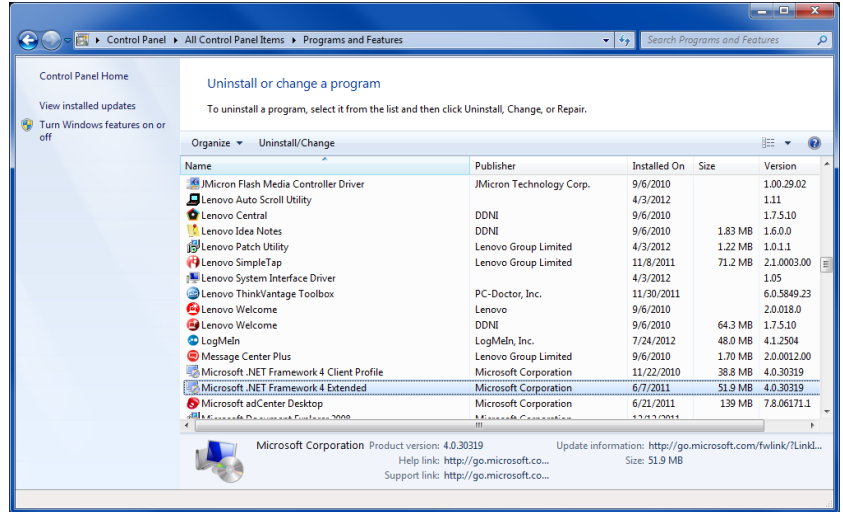 Control Panel ▸ All Control Panel Items ▸ Programs and Features
Search Programs and Features
Control Panel Home
View installed updates
Turn Windows features on or
off
Uninstall or change a program
To uninstall a program, select it from the list and then click Uninstall, Change, or Repair.
Organize Uninstall/Change
Name Publisher Installed On Size Version
JMicron Flash Media Controller Driver JMicron Technology Corp. 9/6/2010 1.00.29.02
Lenovo Auto Scroll Utility 4/3/2012 1.11
Lenovo Central DDNI 9/6/2010 1.7.5.10
Lenovo Idea Notes DDNI 9/6/2010 1.83 MB 1.6.0.0
Lenovo Patch Utility Lenovo Group Limited 4/3/2012 1.22 MB 1.0.1.1
Lenovo SimpleTap Lenovo Group Limited 11/8/2011 71.2 MB 2.1.0003.00
Lenovo System Interface Driver 4/3/2012 1.05
Lenovo ThinkVantage Toolbox PC-Doctor, Inc. 11/30/2011 6.0.5849.23
Lenovo Welcome Lenovo 9/6/2010 2.0.018.0
Lenovo Welcome DDNI 9/6/2010 64.3 MB 1.7.5.10
LogMeIn LogMeIn, Inc. 7/24/2012 48.0 MB 4.1.2504
Message Center Plus Lenovo Group Limited 9/6/2010 1.70 MB 2.0.0012.00
Microsoft .NET Framework 4 Client Profile Microsoft Corporation 11/22/2010 38.8 MB 4.0.30319
Microsoft .NET Framework 4 Extended Microsoft Corporation 6/7/2011 51.9 MB 4.0.30319
Microsoft adCenter Desktop Microsoft Corporation 6/21/2011 139 MB 7.8.06171.1
Microsoft Document Explorer 2008 Microsoft Corporation 12/12/2011
Microsoft Corporation Product version: 4.0.30319 Update information: http://go.microsoft.com/fwlink/?LinkI...
Help link: http://go.microsoft.co... Size: 51.9 MB
Support link: http://go.microsoft.co...